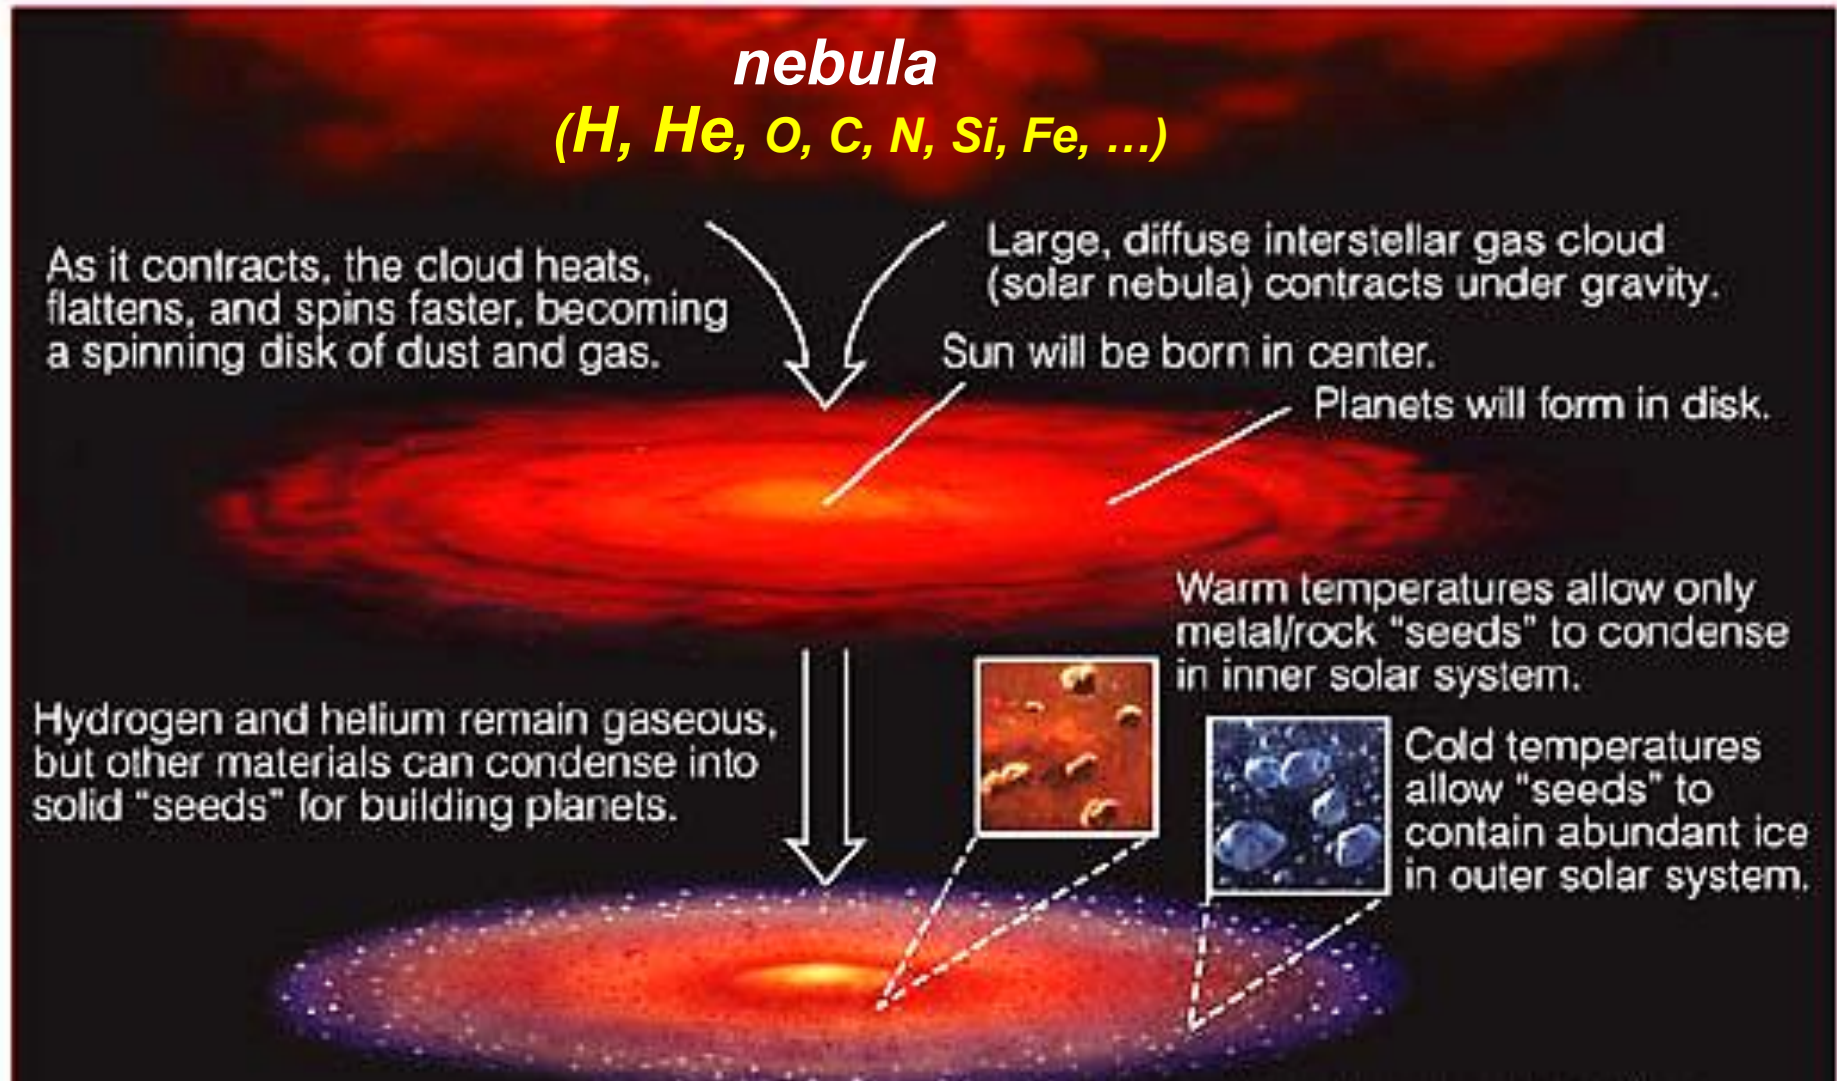 nebula
(H, He, O, C, N, Si, Fe, …)
As it contracts, the cloud heats,
flattens, and spins faster, becoming
a spinning disk of dust and gas.
Large, diffuse interstellar gas cloud
(solar nebula) contracts under gravity.
Sun will be born in center.
Planets will form in disk.
Warm temperatures allow only
metal/rock “seeds” to condense
in inner solar system.
Hydrogen and helium remain gaseous,
but other materials can condense into
solid “seeds” for building planets.
Cold temperatures
allow “seeds” to
contain abundant ice
in outer solar system.